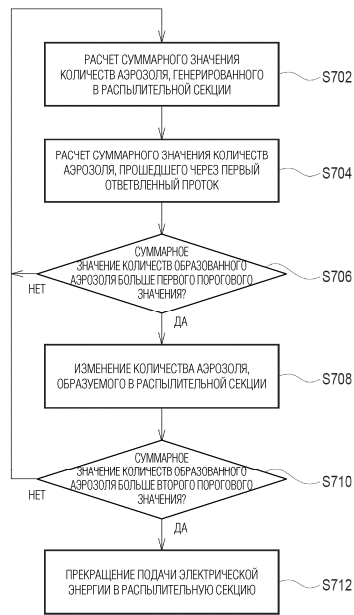 РАСЧЕТ СУММАРНОГО ЗНАЧЕНИЯ
КОЛИЧЕСТВ АЭРОЗОЛЯ, ГЕНЕРИРОВАННОГО
В РАСПЫЛИТЕЛЬНОЙ СЕКЦИИ
S702
РАСЧЕТ СУММАРНОГО ЗНАЧЕНИЯ КОЛИЧЕСТВ
АЭРОЗОЛЯ, ПРОШЕДШЕГО ЧЕРЕЗ ПЕРВЫЙ
ОТВЕТВЛЕННЫЙ ПРОТОК
S704
СУММАРНОЕ
ЗНАЧЕНИЕ КОЛИЧЕСТВ ОБРАЗОВАННОГО
АЭРОЗОЛЯ БОЛЬШЕ ПЕРВОГО ПОРОГОВОГО
ЗНАЧЕНИЯ?
S706
НЕТ
ДА
ИЗМЕНЕНИЕ КОЛИЧЕСТВА АЭРОЗОЛЯ,
ОБРАЗУЕМОГО В РАСПЫЛИТЕЛЬНОЙ СЕКЦИИ
S708
СУММАРНОЕ
ЗНАЧЕНИЕ КОЛИЧЕСТВ ОБРАЗОВАННОГО
АЭРОЗОЛЯ БОЛЬШЕ ВТОРОГО ПОРОГОВОГО
ЗНАЧЕНИЯ?
S710
НЕТ
ДА
ПРЕКРАЩЕНИЕ ПОДАЧИ ЭЛЕКТРИЧЕСКОЙ
ЭНЕРГИИ В РАСПЫЛИТЕЛЬНУЮ СЕКЦИЮ
S712